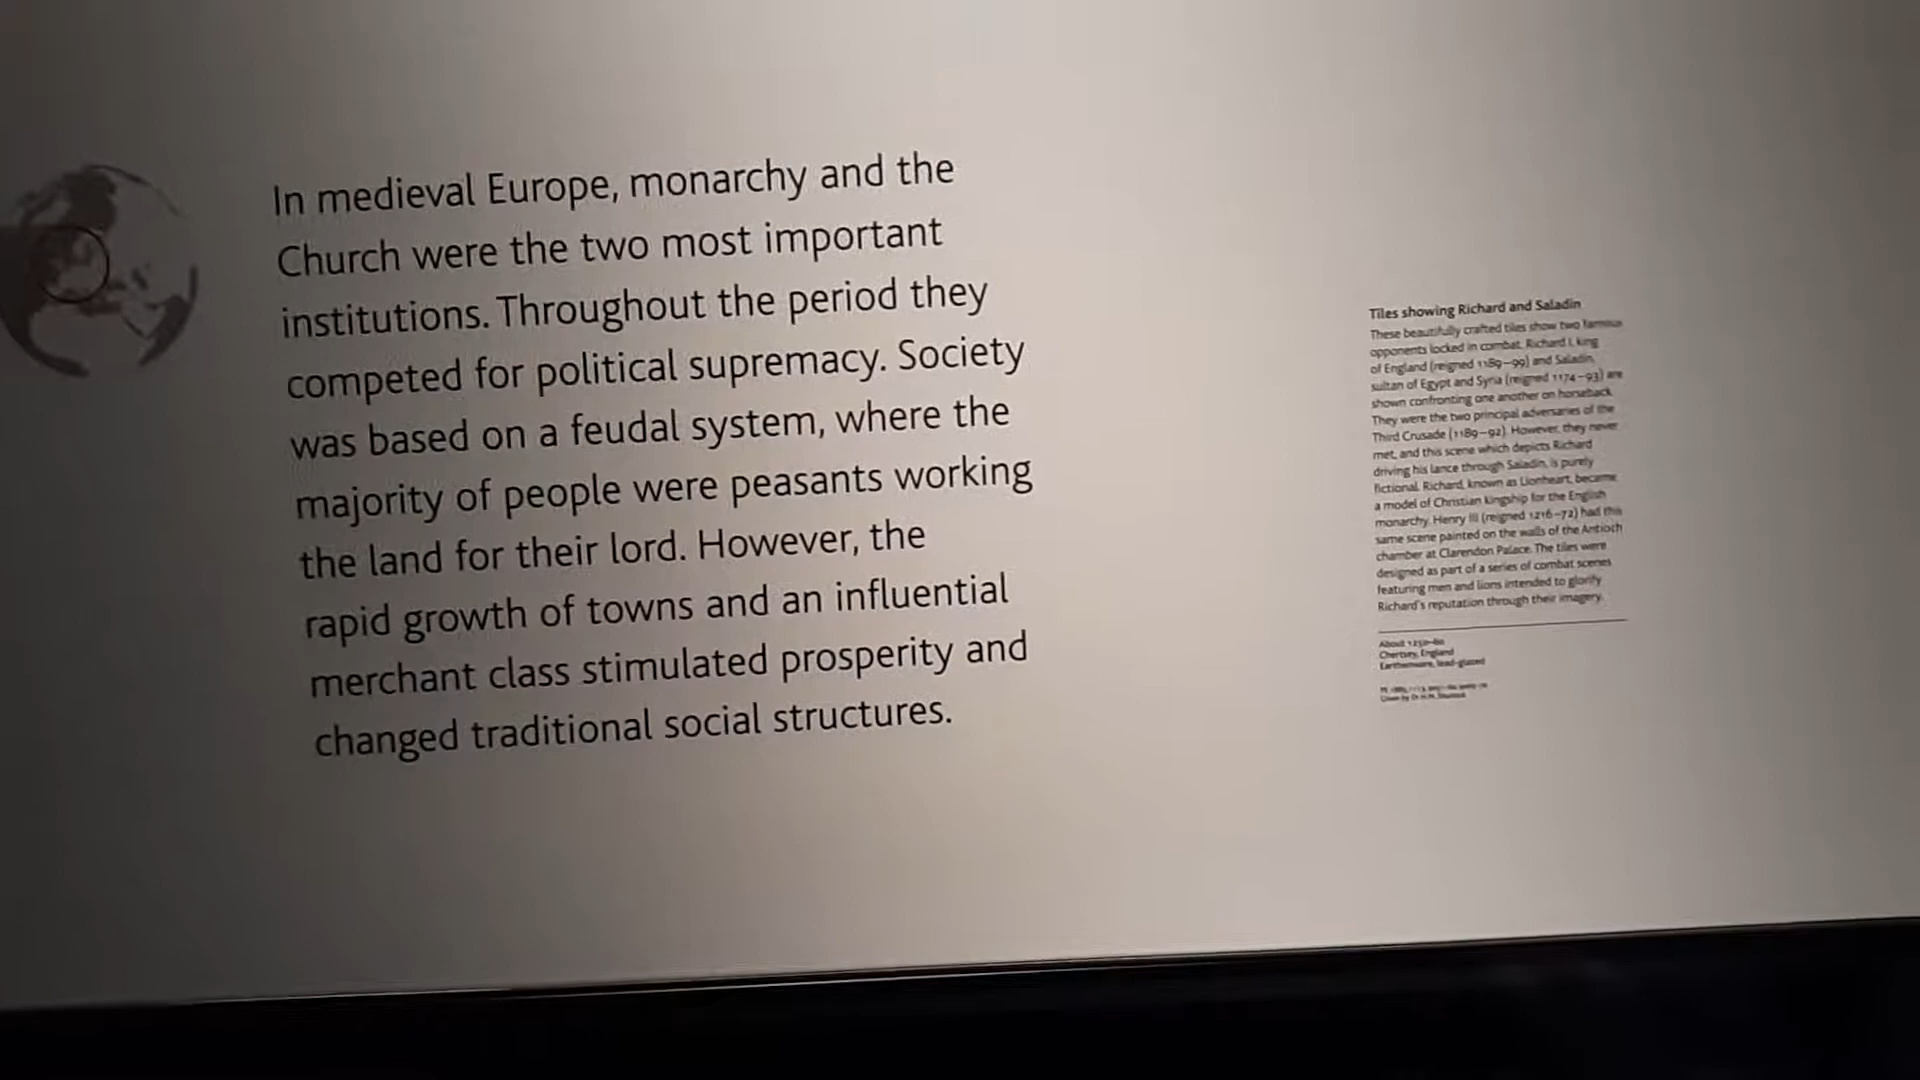 In medieval Europe, monarchy and the
Church were the two most important
institutions. Throughout the period they
competed for political supremacy. Society
was based on a feudal system, where the
majority of people were peasants working
the land for their lord. However, the
rapid growth of towns and an influential
merchant class stimulated prosperity and
changed traditional social structures.
Tiles showing Richard and Saladin
These beautifully crafted tiles show two famous
opponents locked in combat. Richard I, king
of England (reigned 1189–99) and Saladin,
sultan of Egypt and Syria (reigned 1174–93) are
shown confronting one another on horseback.
They were the two principal adversaries of the
Third Crusade (1189–92). However, they never
met, and this scene which depicts Richard
driving his lance through Saladin, is purely
fictional. Richard, known as Lionheart, became
a model of Christian kingship for the English
monarchy. Henry III (reigned 1216–72) had this
same scene painted on the walls of the Antioch
chamber at Clarendon Palace. The tiles were
designed as part of a series of combat scenes
featuring men and lions intended to glorify
Richard's reputation through their imagery.
About
Chertsey, England
Earthenware, lead-glazed